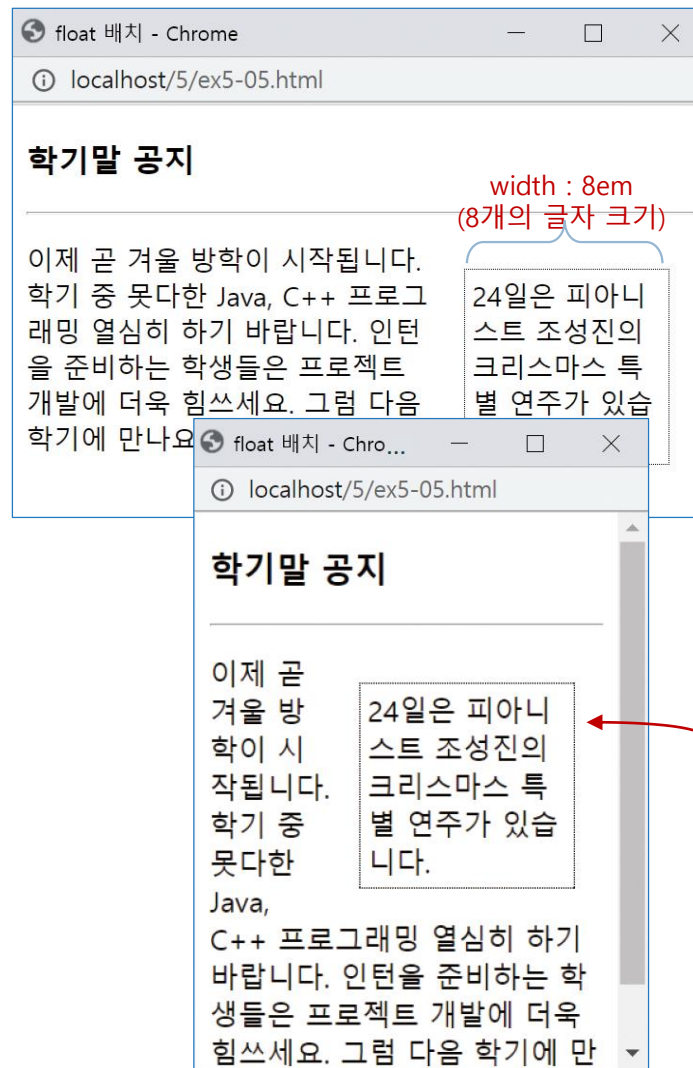 float 배치 - Chrome
localhost/5/ex5-05.html
학기말 공지
width : 8em
(8개의 글자 크기)
이제 곧 겨울 방학이 시작됩니다.
학기 중 못다한 Java, C++ 프로그
래밍 열심히 하기 바랍니다. 인턴
을 준비하는 학생들은 프로젝트
개발에 더욱 힘쓰세요. 그럼 다음
학기에 만나요
24일은 피아니
스트 조성진의
크리스마스 특
별 연주가 있습
float 배치 - Chro...
localhost/5/ex5-05.html
학기말 공지
이제 곧
겨울 방
학이 시
작됩니다.
학기 중
못다한
Java,
24일은 피아니
스트 조성진의
크리스마스 특
별 연주가 있습
니다.
C++ 프로그래밍 열심히 하기
바랍니다. 인턴을 준비하는 학
생들은 프로젝트 개발에 더욱
힘쓰세요. 그럼 다음 학기에 만